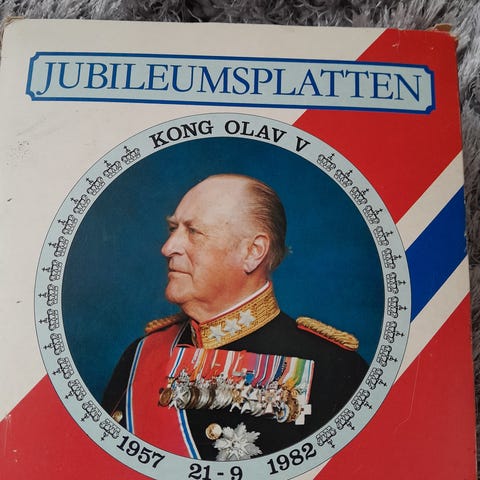 JUBILEUMSPLATTEN
KONG OLAV V
1957 21-9 1982